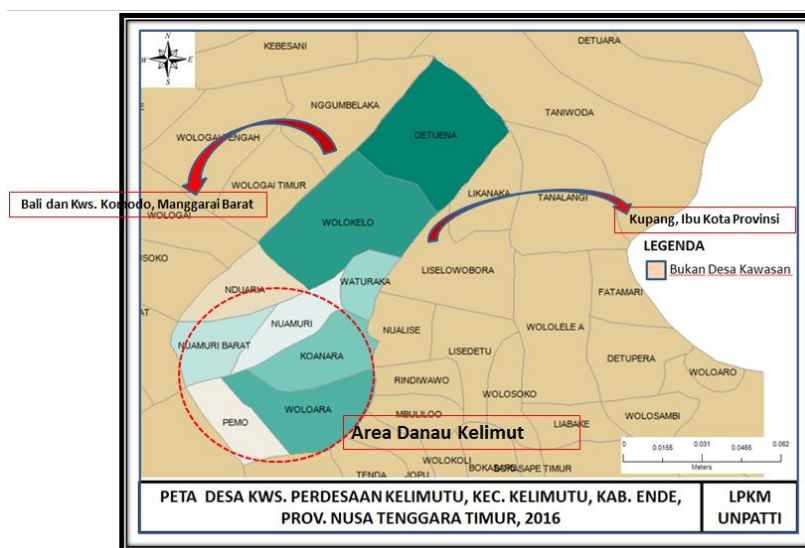 N
W E
S
KEBESANI
DETUARA
NGGUMBELAKA
DETUENA
TANIWODA
WOLOGAI TENGAH
WOLOGAI TIMUR
LIKANAKA
TANALANGI
Bali dan Kws. Komodo, Manggarai Barat
WOLOGAI
WOLOKELO
Kupang, Ibu Kota Provinsi
LEGENDA
Bukan Desa Kawasan
ISOKO
NDUARIA
WATURAKA
LISELOWOBORA
FATAMARI
AT
NUAMURI
NUAMURI BARAT
KOANARA
NUALISE
LISEDETU
WOLOLELE A
DETUPERA
WOLOARO
RINDIWAWO
WOLOSOKO
PEMO
WOLOARA
MBULILOO
LIABAKE
WOLOSAMBI
Area Danau Kelimut
WOLOKOLI
TENDA
JOPU
0 0.0155 0.031 0.0465 0.062
Meters
PETA DESA KWS. PERDESAAN KELIMUTU, KEC. KELIMUTU, KAB. ENDE,
PROV. NUSA TENGGARA TIMUR, 2016
LPKM
UNPATTI